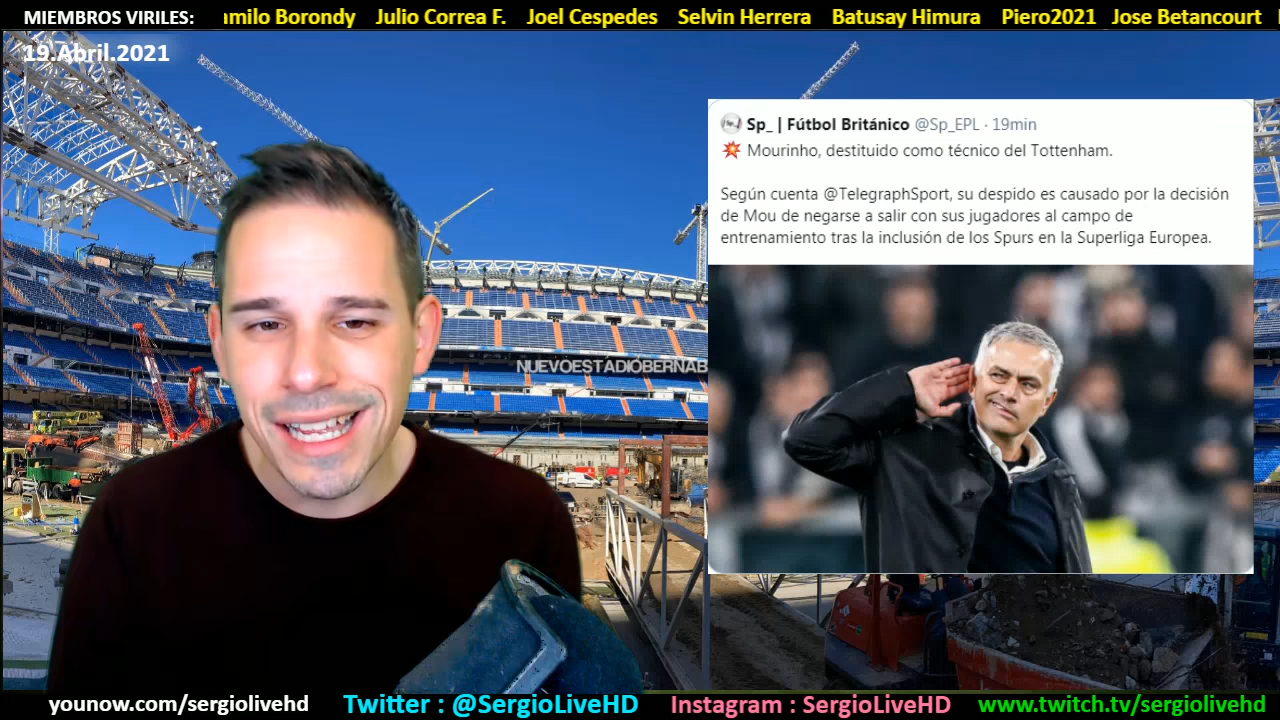 MIEMBROS VIRILES: Borondy Julio Correa F. Joel Cespedes Selvin Herrera Batusay Himura Piero2021 Jose Betancourt
19.Abril.2021
Sp_ | Fútbol Británico @Sp_EPL · 19min
💥 Mourinho, destituido como técnico del Tottenham.
Según cuenta @TelegraphSport, su despido es causado por la decisión
de Mou de negarse a salir con sus jugadores al campo de
entrenamiento tras la inclusión de los Spurs en la Superliga Europea.
NUEVOESTADIOBERNAB
younow.com/sergiolivehd Twitter : @SergioLiveHD Instagram : SergioLiveHD www.twitch.tv/sergiolivehd